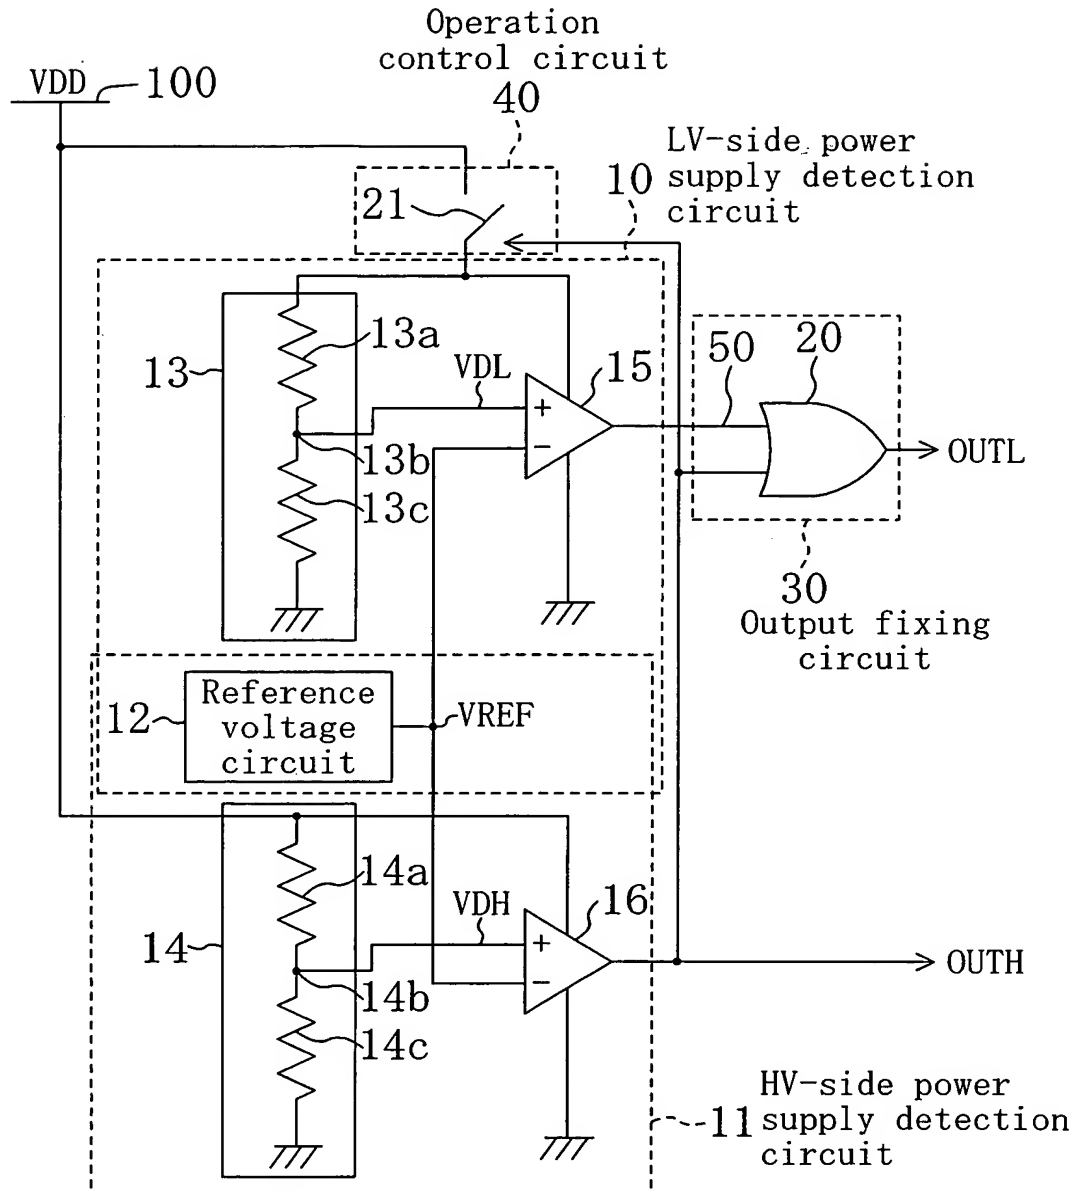 Operation
control circuit
40
VDD
100
LV-side power
supply detection
circuit
10
21
13
13a
13b
13c
VDL
+
−
15
50
20
OUTL
30
Output fixing
circuit
12
Reference
voltage
circuit
VREF
14
14a
14b
14c
VDH
+
−
16
OUTH
11
HV-side power
supply detection
circuit